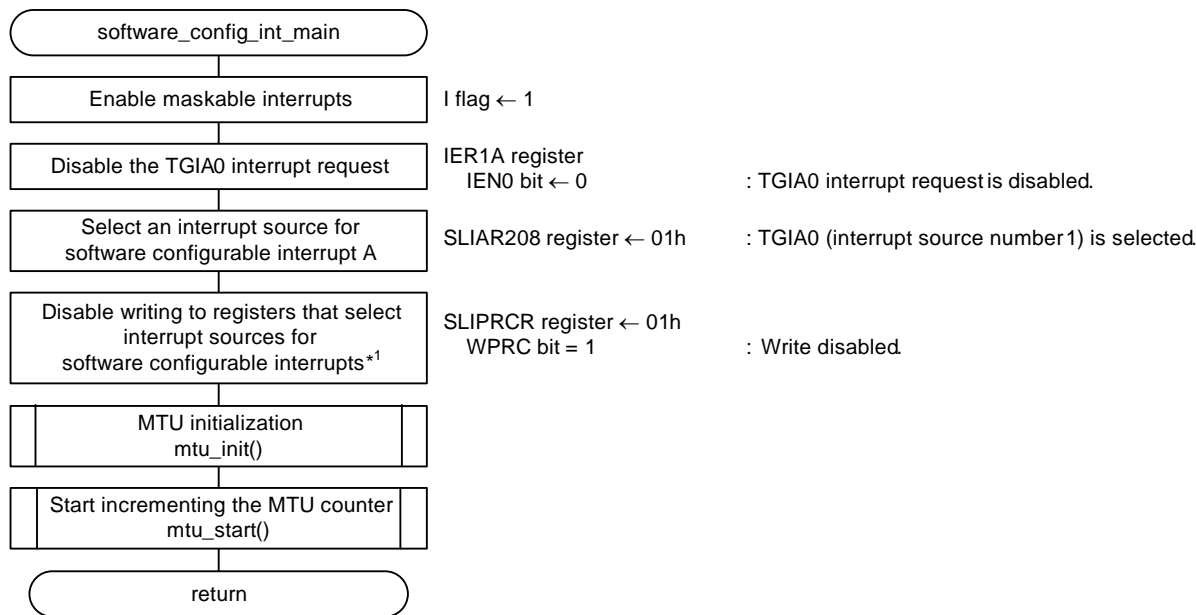 software_config_int_main
Enable maskable interrupts
I flag ← 1
Disable the TGIA0 interrupt request
IER1A register
IEN0 bit ← 0 : TGIA0 interrupt request is disabled.
Select an interrupt source for
software configurable interrupt A
SLIAR208 register ← 01h : TGIA0 (interrupt source number 1) is selected.
Disable writing to registers that select
interrupt sources for
software configurable interrupts*1
SLIPRCR register ← 01h
WPRC bit = 1 : Write disabled.
MTU initialization
mtu_init()
Start incrementing the MTU counter
mtu_start()
return